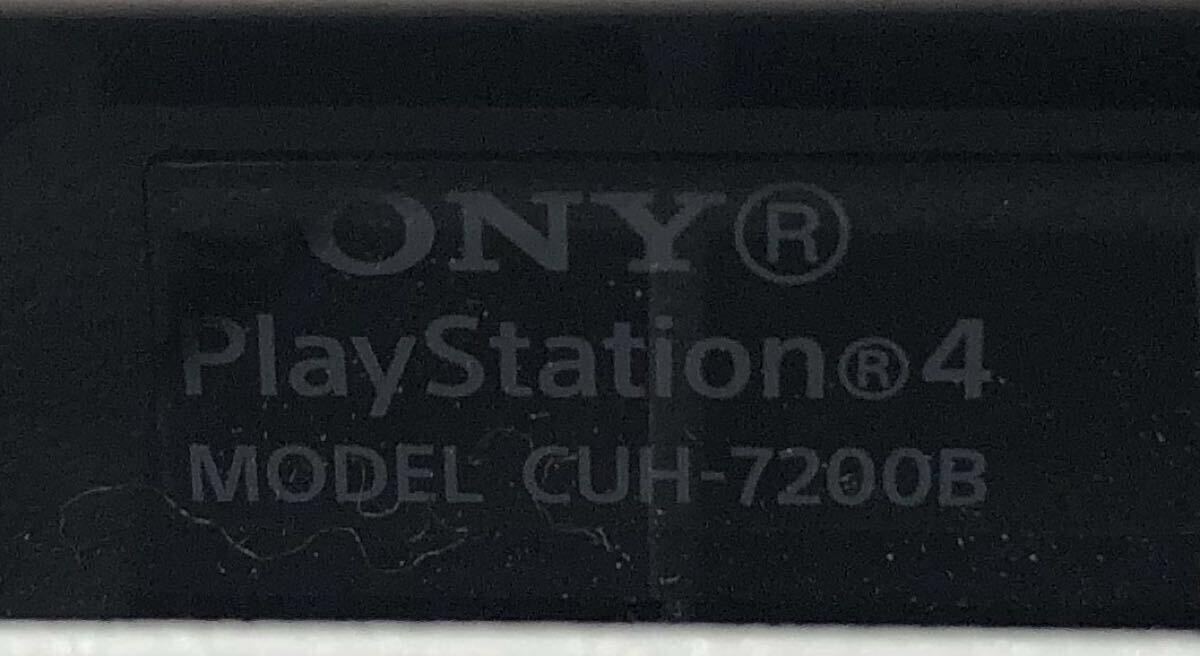 ONY®
PlayStation®4
MODEL CUH-7200B